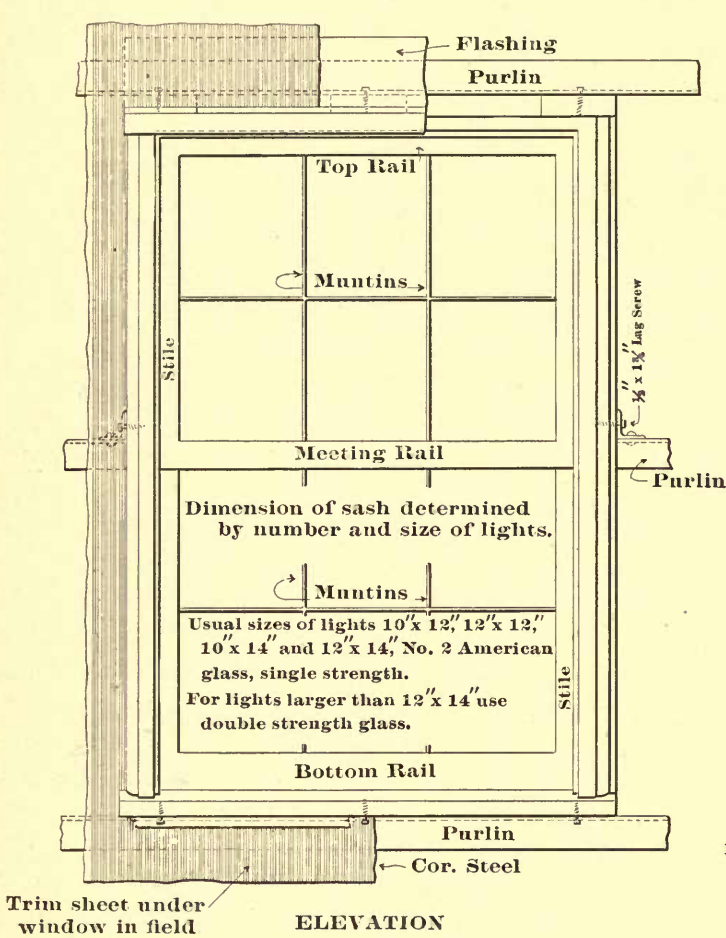 Flashing
Purlin
Top Rail
Muntins
Stile
1/2" x 1 3/4" Lag Screw
Meeting Rail
Purlin
Dimension of sash determined
by number and size of lights.
Muntins
Usual sizes of lights 10"x 12," 12"x 12,"
10"x 14" and 12"x 14," No. 2 American
glass, single strength.
For lights larger than 12"x 14" use
double strength glass.
Stile
Bottom Rail
Purlin
Cor. Steel
Trim sheet under
window in field
ELEVATION